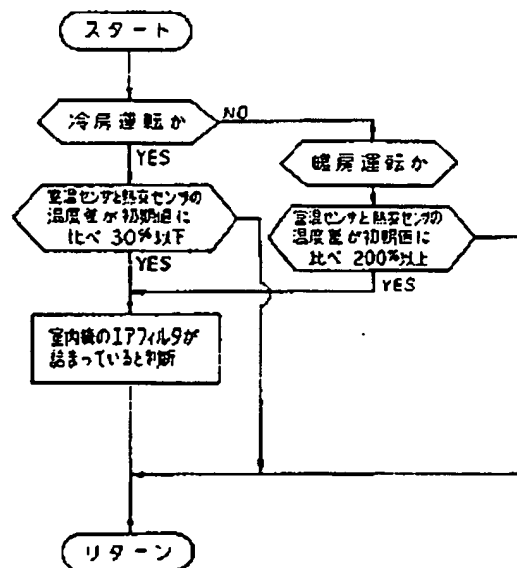 スタート
冷房運転か
NO
YES
暖房運転か
室温センサと熱交センサの
温度差が初期値に
比べ 30%以下
YES
室温センサと熱交センサの
温度差が初期値に
比べ 200%以上
YES
室内機のエアフィルタが
詰まっていると判断
リターン